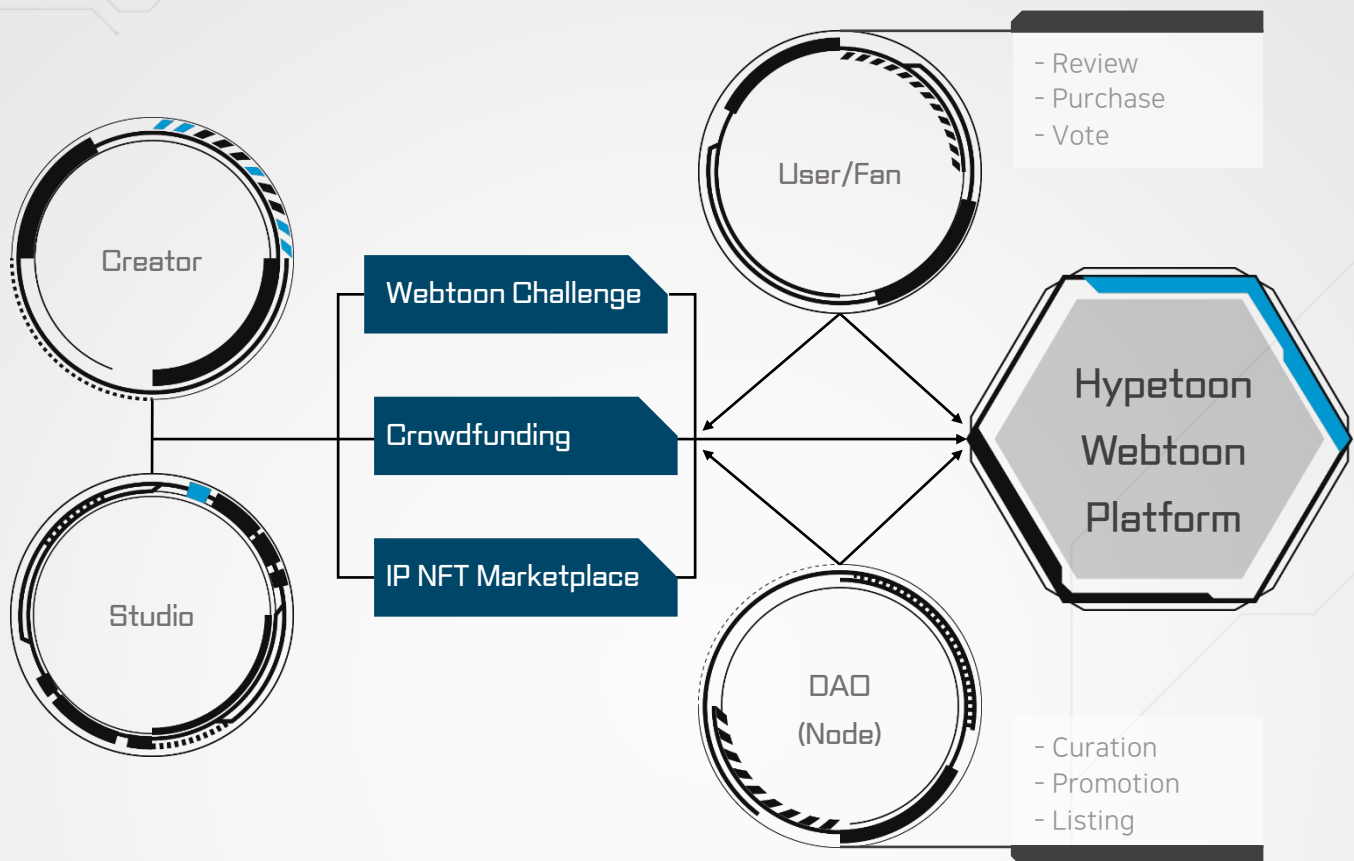 - Review
- Purchase
- Vote
User/Fan
Creator
Webtoon Challenge
Crowdfunding
IP NFT Marketplace
Hypetoon
Webtoon
Platform
Studio
DAO
(Node)
- Curation
- Promotion
- Listing